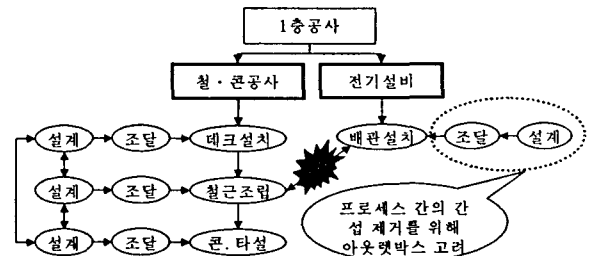 1층공사
철·콘공사 전기설비
설계 조달 데크설치 배관설치 조달 설계
설계 조달 철근조립
설계 조달 콘.타설
프로세스 간의 간
섭 제거를 위해
아웃렛박스 고려